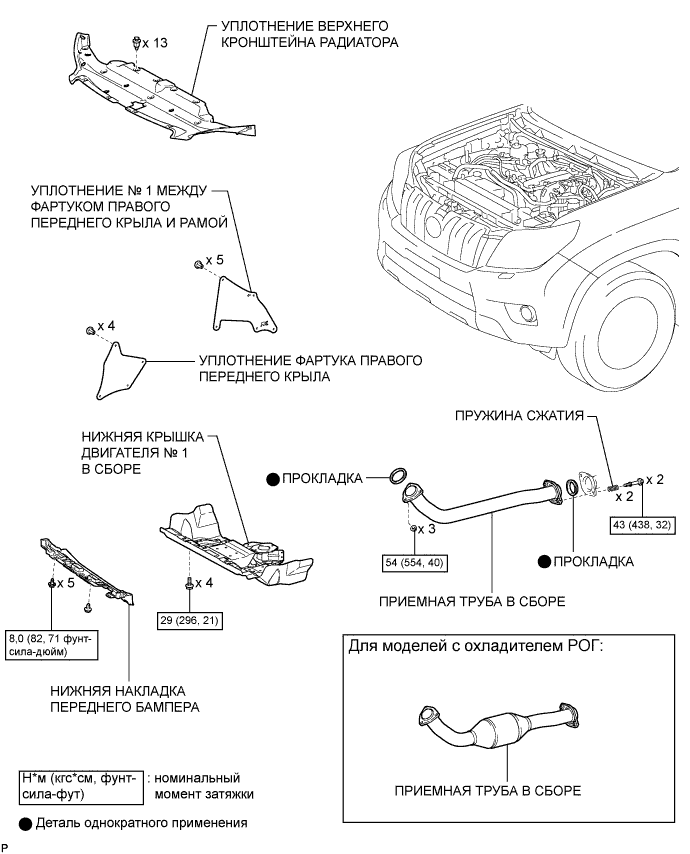 УПЛОТНЕНИЕ ВЕРХНЕГО
КРОНШТЕЙНА РАДИАТОРА
x 13
УПЛОТНЕНИЕ № 1 МЕЖДУ
ФАРТУКОМ ПРАВОГО
ПЕРЕДНЕГО КРЫЛА И РАМОЙ
x 5
x 4
УПЛОТНЕНИЕ ФАРТУКА ПРАВОГО
ПЕРЕДНЕГО КРЫЛА
ПРУЖИНА СЖАТИЯ
НИЖНЯЯ КРЫШКА
ДВИГАТЕЛЯ № 1
В СБОРЕ
ПРОКЛАДКА
x 2
x 2
43 (438, 32)
x 3
54 (554, 40)
ПРОКЛАДКА
ПРИЕМНАЯ ТРУБА В СБОРЕ
x 5
x 4
29 (296, 21)
8,0 (82, 71 фунт-
сила-дюйм)
НИЖНЯЯ НАКЛАДКА
ПЕРЕДНЕГО БАМПЕРА
Для моделей с охладителем РОГ:
ПРИЕМНАЯ ТРУБА В СБОРЕ
Н*м (кгс*см, фунт-
сила-фут)
: номинальный
момент затяжки
Деталь однократного применения
P